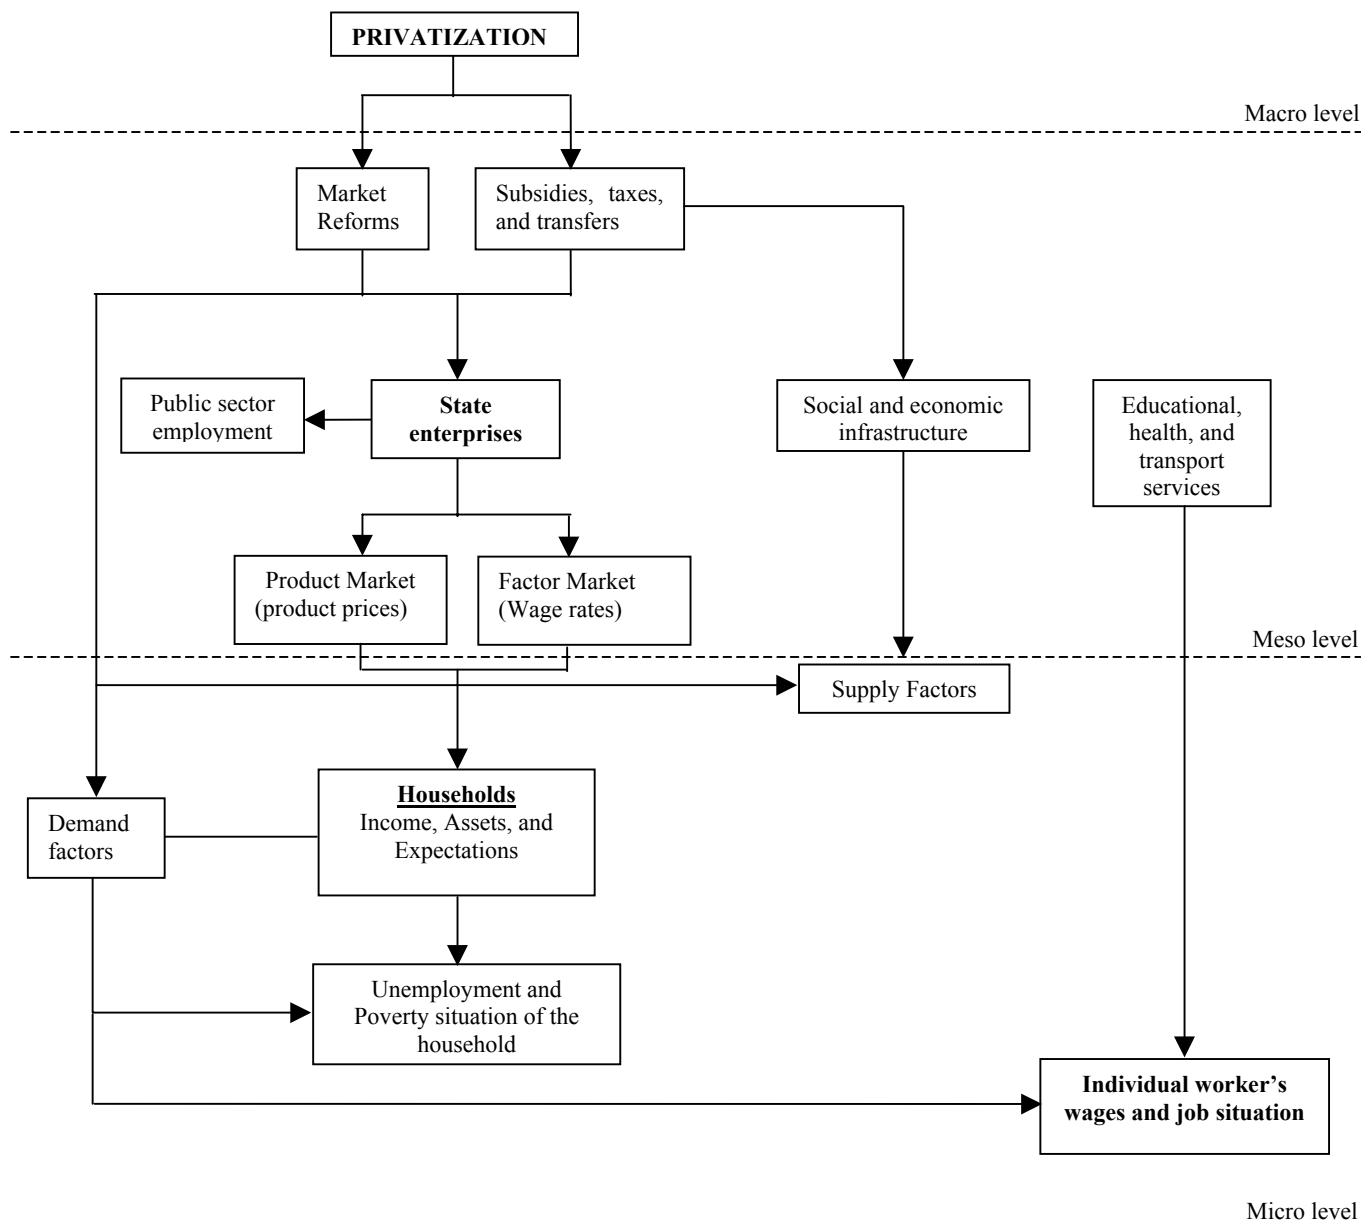 PRIVATIZATION
Macro level
Market
Reforms
Subsidies, taxes,
and transfers
Public sector
employment
State
enterprises
Social and economic
infrastructure
Educational,
health, and
transport
services
Product Market
(product prices)
Factor Market
(Wage rates)
Meso level
Supply Factors
Households
Income, Assets, and
Expectations
Demand
factors
Unemployment and
Poverty situation of the
household
Individual worker’s
wages and job situation
Micro level